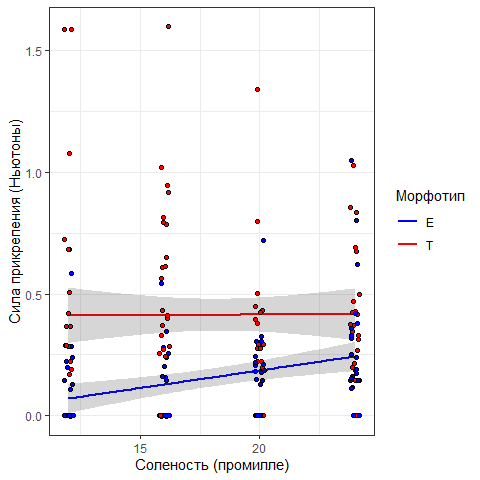 1.5
1.0
0.5
0.0
15
20
Соленость (промилле)
Сила прикрепления (Ньютоны)
Морфотип
E
T